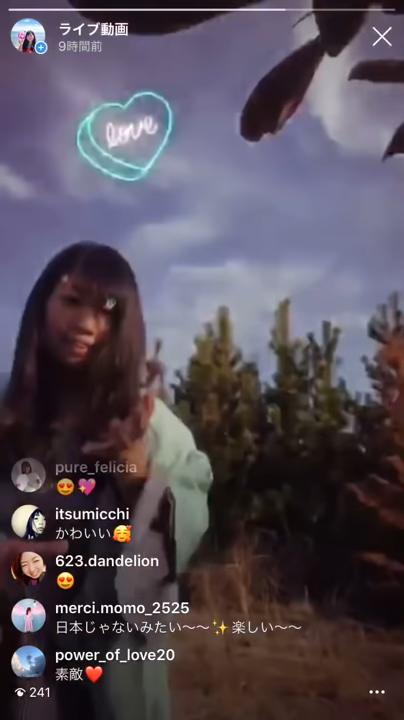 ライブ動画
9時間前
love
pure_felicia
😍💖
itsumicchi
かわいい🥰
623.dandelion
😍
merci.momo_2525
日本じゃないみたい〜〜✨楽しい〜〜
power_of_love20
素敵❤️
241